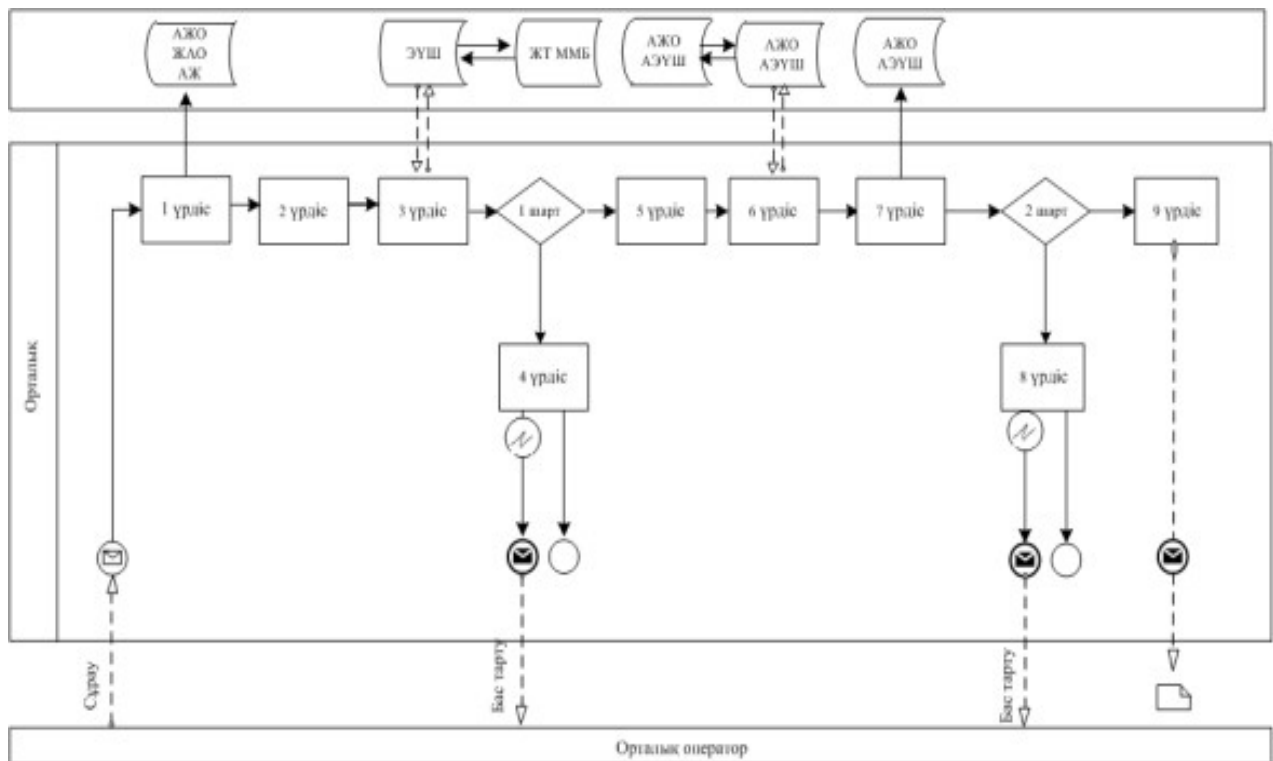 АЖО
ЖЛО
АЖ
ЭҮШ
ЖТ ММБ
АЖО
АЭҮШ
АЖО
АЭҮШ
АЖО
АЭҮШ
1 үрдіс
2 үрдіс
3 үрдіс
1 шарт
5 үрдіс
6 үрдіс
7 үрдіс
2 шарт
9 үрдіс
4 үрдіс
8 үрдіс
Орталық
Сұрау
Бас тарту
Бас тарту
Орталық оператор